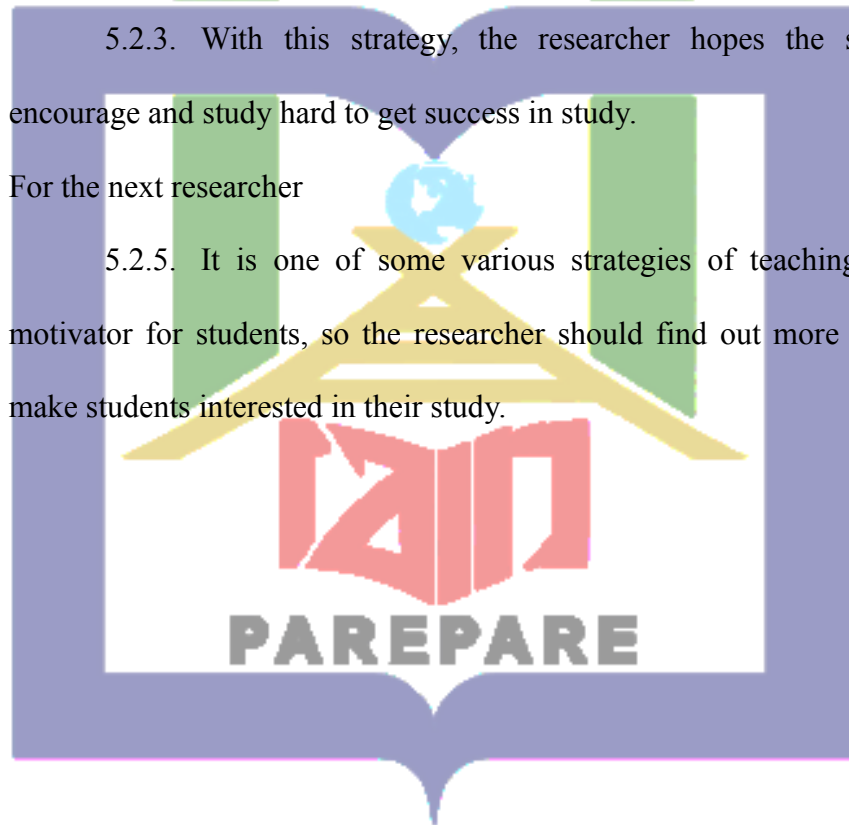 5.2.3. With this strategy, the researcher hopes the
encourage and study hard to get success in study.
For the next researcher
5.2.5. It is one of some various strategies of teaching
motivator for students, so the researcher should find out more
make students interested in their study.
iain
PAREPARE